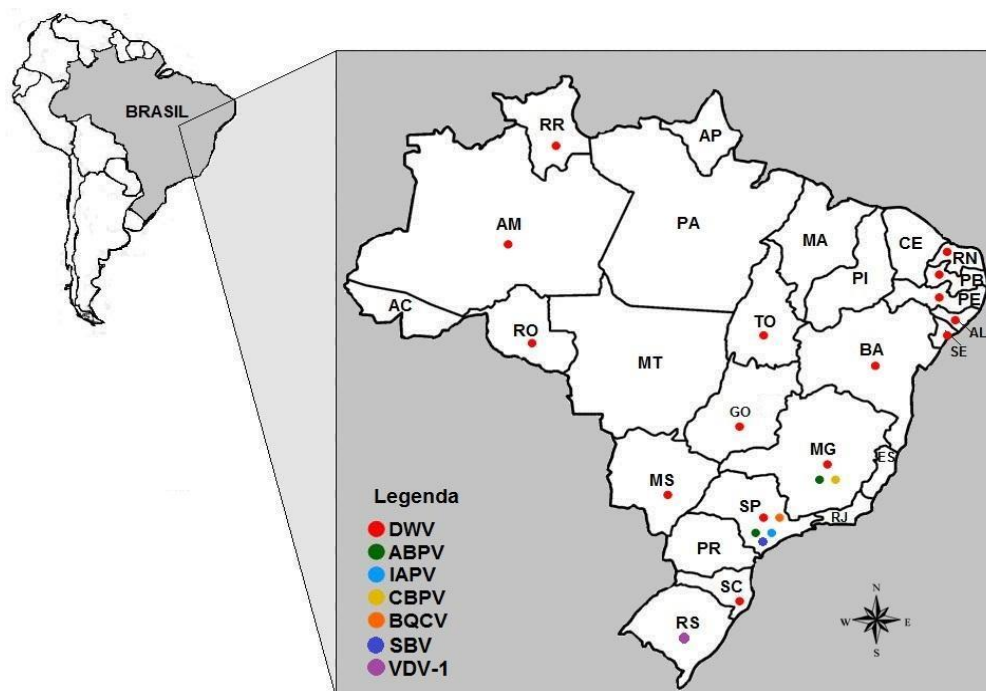 BRASIL
RR
AP
AM
PA
MA
CE
RN
PI
PB
PE
AC
TO
AL
RO
SE
BA
MT
GO
MG
ES
MS
SP
RJ
PR
SC
RS
Legenda
DWV
ABPV
IAPV
CBPV
BQCV
SBV
VDV-1
N
W E
S